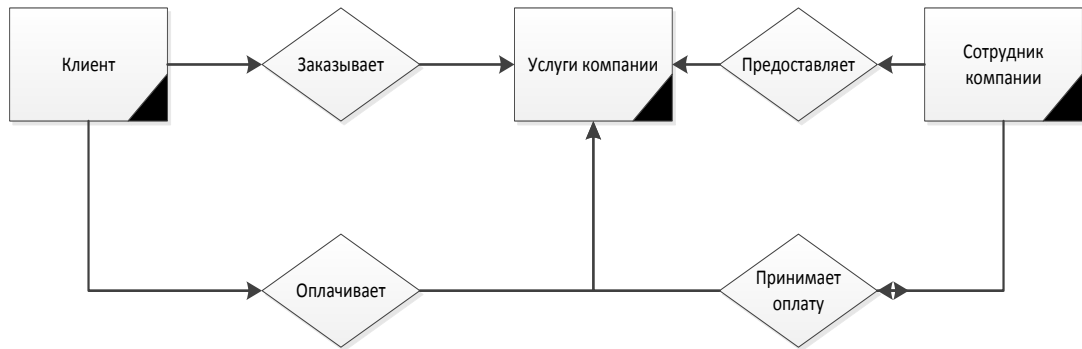 Клиент
Заказывает
Услуги компании
Предоставляет
Сотрудник
компании
Оплачивает
Принимает
оплату